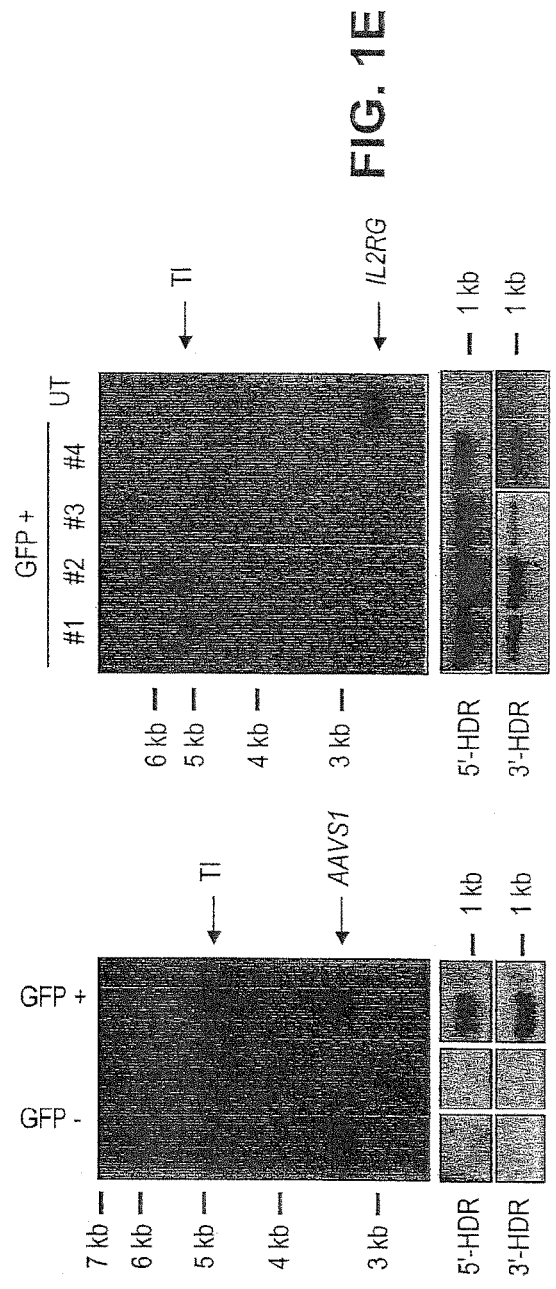 GFP - GFP +
7 kb
6 kb
5 kb
4 kb
3 kb
TI
AAVS1
5'-HDR 1 kb
3'-HDR 1 kb
GFP +
#1 #2 #3 #4 UT
6 kb
5 kb
4 kb
3 kb
TI
IL2RG
5'-HDR 1 kb
3'-HDR 1 kb
FIG. 1E